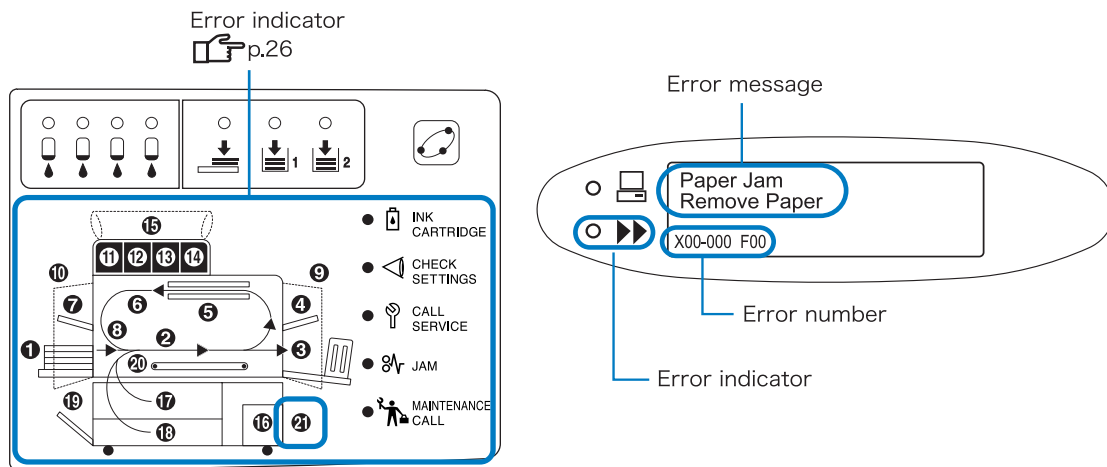 Error indicator
p.26
1 2
INK
CARTRIDGE
CHECK
SETTINGS
CALL
SERVICE
JAM
MAINTENANCE
CALL
15
11 12 13 14
10 9
7 6 5 4
8 2
1 3
20
19 17
16 21
18
Error message
Paper Jam
Remove Paper
X00-000 F00
Error number
Error indicator